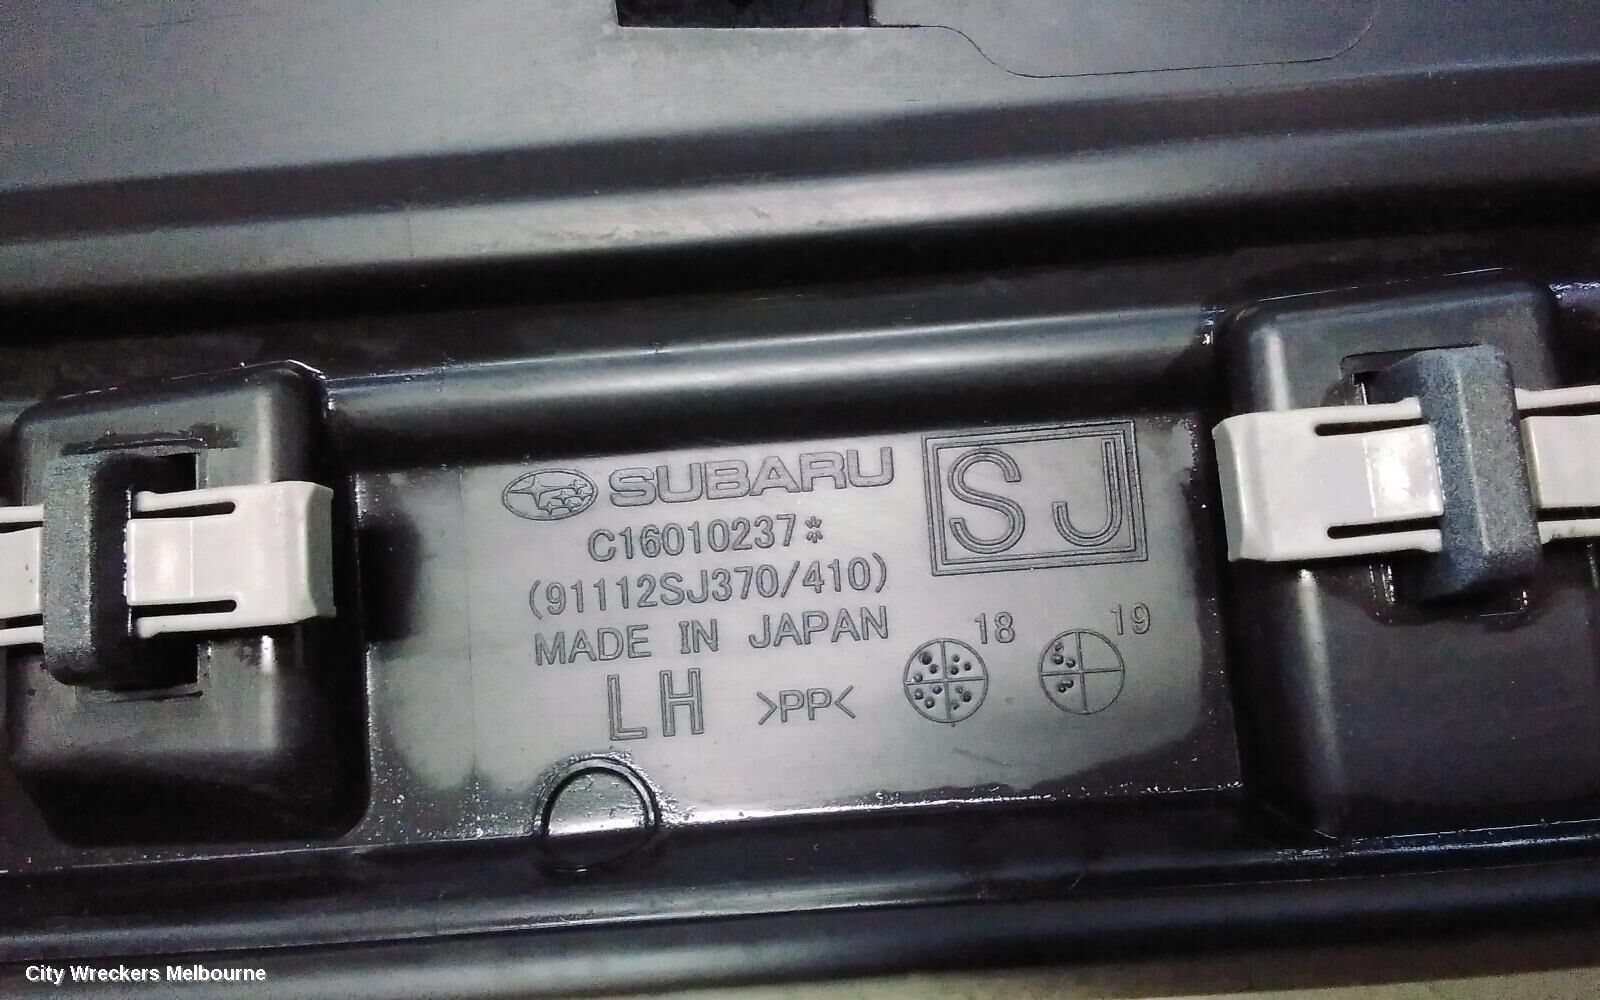 SUBARU
SJ
C16010237*
(91112SJ370/410)
MADE IN JAPAN
LH >PP<
18 19
City Wreckers Melbourne